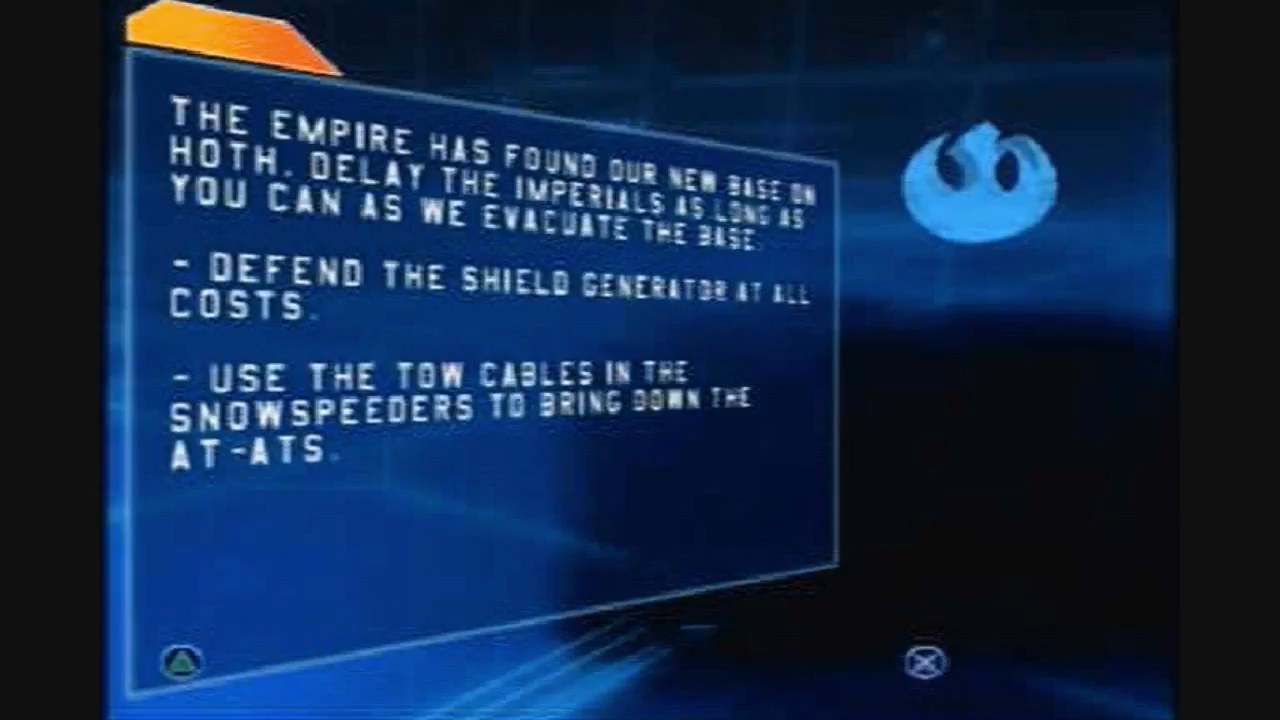 THE EMPIRE HAS FOUND OUR NEW BASE ON
HOTH. DELAY THE IMPERIALS AS LONG AS
YOU CAN AS WE EVACUATE THE BASE.
- DEFEND THE SHIELD GENERATOR AT ALL
COSTS.
- USE THE TOW CABLES IN THE
SNOWSPEEDERS TO BRING DOWN THE
AT-ATS.